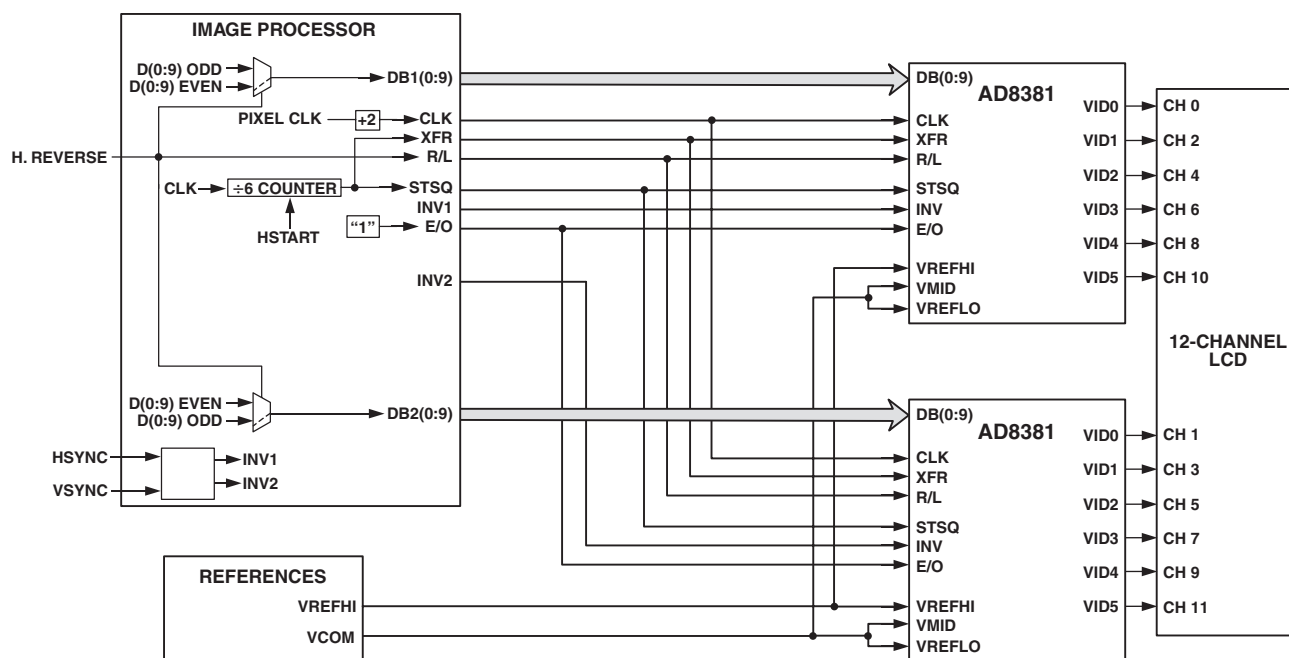 IMAGE PROCESSOR
D(0:9) ODD
D(0:9) EVEN
DB1(0:9)
PIXEL CLK
÷2
CLK
XFR
H. REVERSE
R/L
CLK
÷6 COUNTER
STSQ
INV1
HSTART
"1"
E/O
INV2
D(0:9) EVEN
D(0:9) ODD
DB2(0:9)
HSYNC
VSYNC
INV1
INV2
REFERENCES
VREFHI
VCOM
DB(0:9)
AD8381
CLK
XFR
R/L
STSQ
INV
E/O
VREFHI
VMID
VREFLO
VID0
VID1
VID2
VID3
VID4
VID5
DB(0:9)
AD8381
CLK
XFR
R/L
STSQ
INV
E/O
VREFHI
VMID
VREFLO
VID0
VID1
VID2
VID3
VID4
VID5
CH 0
CH 2
CH 4
CH 6
CH 8
CH 10
12-CHANNEL
LCD
CH 1
CH 3
CH 5
CH 7
CH 9
CH 11